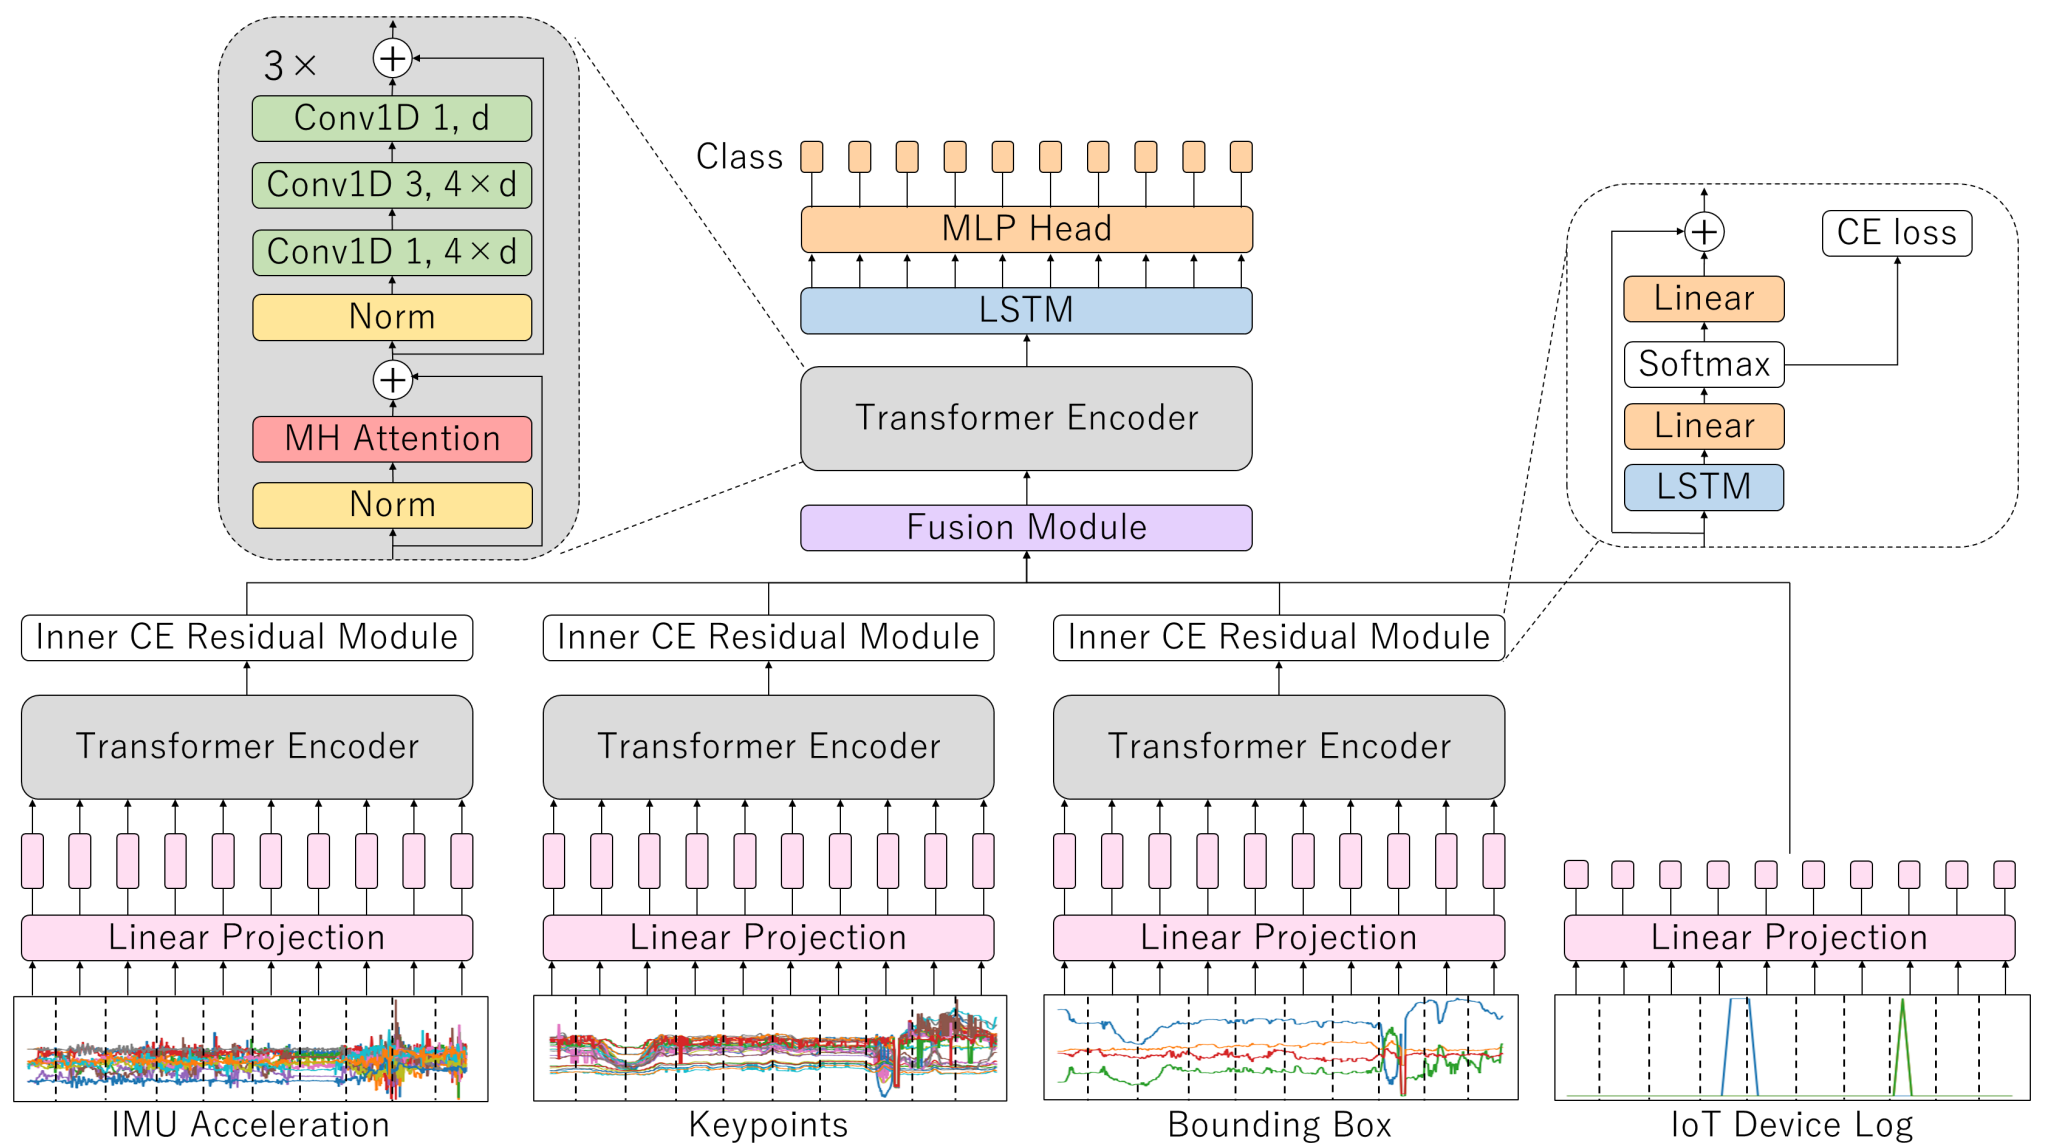 3×
Conv1D 1, d
Conv1D 3, 4×d
Conv1D 1, 4×d
Norm
MH Attention
Norm
Class
MLP Head
LSTM
Transformer Encoder
Fusion Module
CE loss
Linear
Softmax
Linear
LSTM
Inner CE Residual Module
Inner CE Residual Module
Inner CE Residual Module
Transformer Encoder
Transformer Encoder
Transformer Encoder
Linear Projection
Linear Projection
Linear Projection
Linear Projection
IMU Acceleration
Keypoints
Bounding Box
IoT Device Log